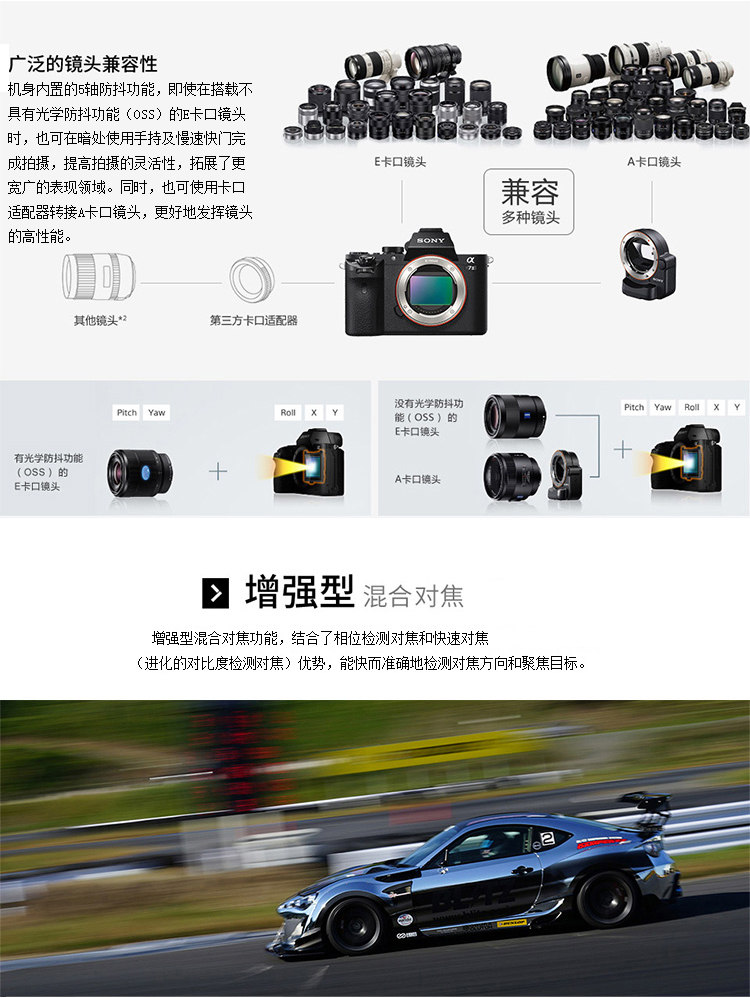 广泛的镜头兼容性
机身内置的5轴防抖功能，即使在搭载不
具有光学防抖功能（OSS）的E卡口镜头
时，也可在暗处使用手持及慢速快门完
成拍摄，提高拍摄的灵活性，拓展了更
宽广的表现领域。同时，也可使用卡口
适配器转接A卡口镜头，更好地发挥镜头
的高性能。
E卡口镜头
A卡口镜头
兼容
多种镜头
SONY
α
7II
其他镜头*2
第三方卡口适配器
Pitch
Yaw
Roll
X
Y
有光学防抖功能
（OSS） 的
E卡口镜头
+
没有光学防抖功
能（OSS） 的
E卡口镜头
A卡口镜头
+
Pitch
Yaw
Roll
X
Y
增强型 混合对焦
增强型混合对焦功能，结合了相位检测对焦和快速对焦
（进化的对比度检测对焦）优势，能快而准确地检测对焦方向和聚焦目标。
2
DUNLOP